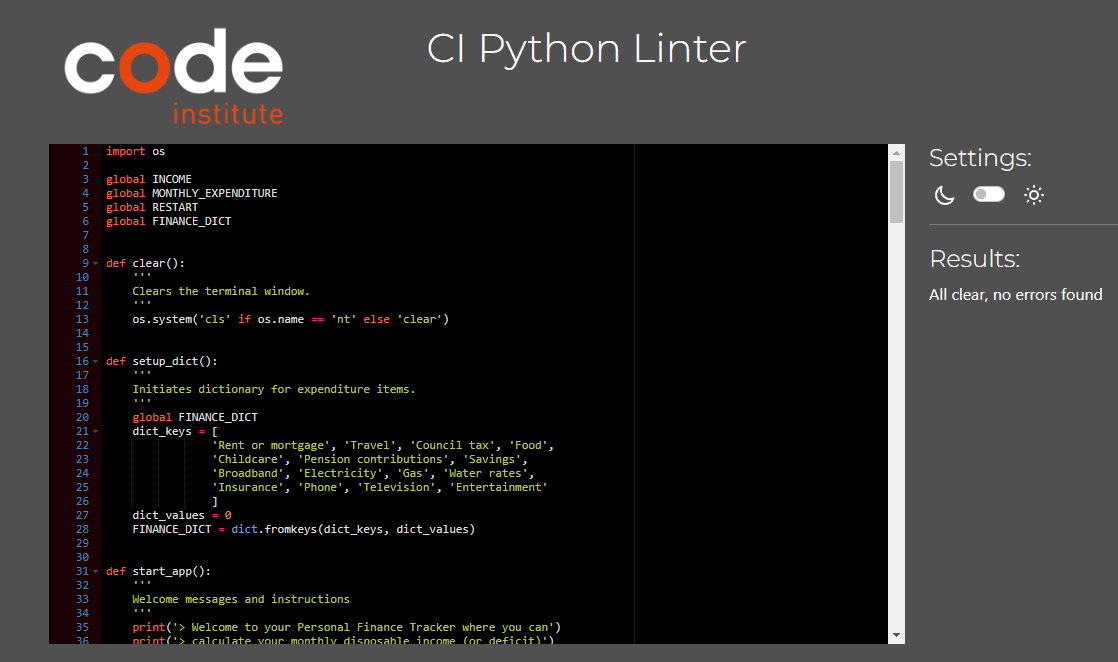 code
institute
CI Python Linter
1 import os
2
3 global INCOME
4 global MONTHLY_EXPENDITURE
5 global RESTART
6 global FINANCE_DICT
7
8
9 def clear():
10     '''
11     Clears the terminal window.
12     '''
13     os.system('cls' if os.name == 'nt' else 'clear')
14
15
16 def setup_dict():
17     '''
18     Initiates dictionary for expenditure items.
19     '''
20     global FINANCE_DICT
21     dict_keys = [
22                 'Rent or mortgage', 'Travel', 'Council tax', 'Food',
23                 'Childcare', 'Pension contributions', 'Savings',
24                 'Broadband', 'Electricity', 'Gas', 'Water rates',
25                 'Insurance', 'Phone', 'Television', 'Entertainment'
26                 ]
27     dict_values = 0
28     FINANCE_DICT = dict.fromkeys(dict_keys, dict_values)
29
30
31 def start_app():
32     '''
33     Welcome messages and instructions
34     '''
35     print('> Welcome to your Personal Finance Tracker where you can')
36     print('> calculate your monthly disposable income (or deficit)')
Settings:
Results:
All clear, no errors found